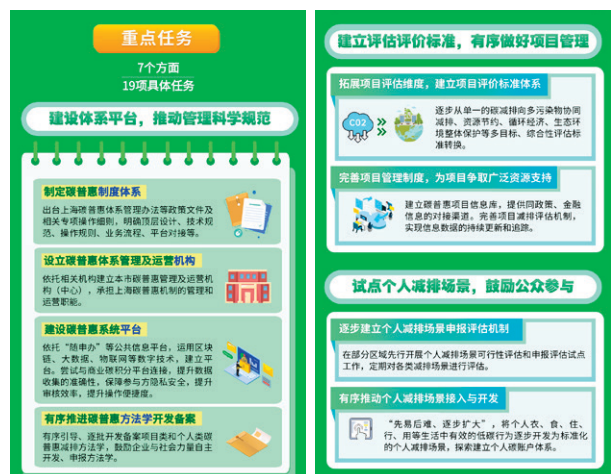 重点任务
7个方面
19项具体任务
建设体系平台，推动管理科学规范
制定碳普惠制度体系
出台上海碳普惠体系管理办法等政策文件及
相关专项操作细则，明确顶层设计、技术规
范、操作规则、业务流程、平台对接等。
设立碳普惠体系管理及运营机构
依托相关机构建立本市碳普惠管理及运营机
构（中心），承担上海碳普惠机制的管理和
运营职能。
建设碳普惠系统平台
依托“随申办”等公共信息平台，运用区块
链、大数据、物联网等数字技术，建立平
台。尝试与商业碳积分平台连接，提升数据
收集的准确性，保障参与方隐私安全，提升
审核效率，提升操作便捷度。
有序推进碳普惠方法学开发备案
有序引导、逐批开发备案项目类和个人类碳
普惠减排方法学，鼓励企业与社会力量自主
开发、申报方法学。
建立评估评价标准，有序做好项目管理
拓展项目评估维度，建立项目评价标准体系
CO2
逐步从单一的碳减排向多污染物协同
减排、资源节约、循环经济、生态环
境整体保护等多目标、综合性评估标
准转换。
完善项目管理制度，为项目争取广泛资源支持
建立碳普惠项目信息库，提供同政策、金融
信息的对接渠道。完善项目减排评估机制，
实现信息数据的持续更新和追踪。
试点个人减排场景，鼓励公众参与
逐步建立个人减排场景申报评估机制
在部分区域先行开展个人减排场景可行性评估和申报评估试点
工作，定期对各类减排场景进行评估。
有序推动个人减排场景接入与开发
“先易后难、逐步扩大”，将个人衣、食、住、
行、用等生活中有效的低碳行为逐步开发为标准化
的个人减排场景，探索建立个人碳账户体系。